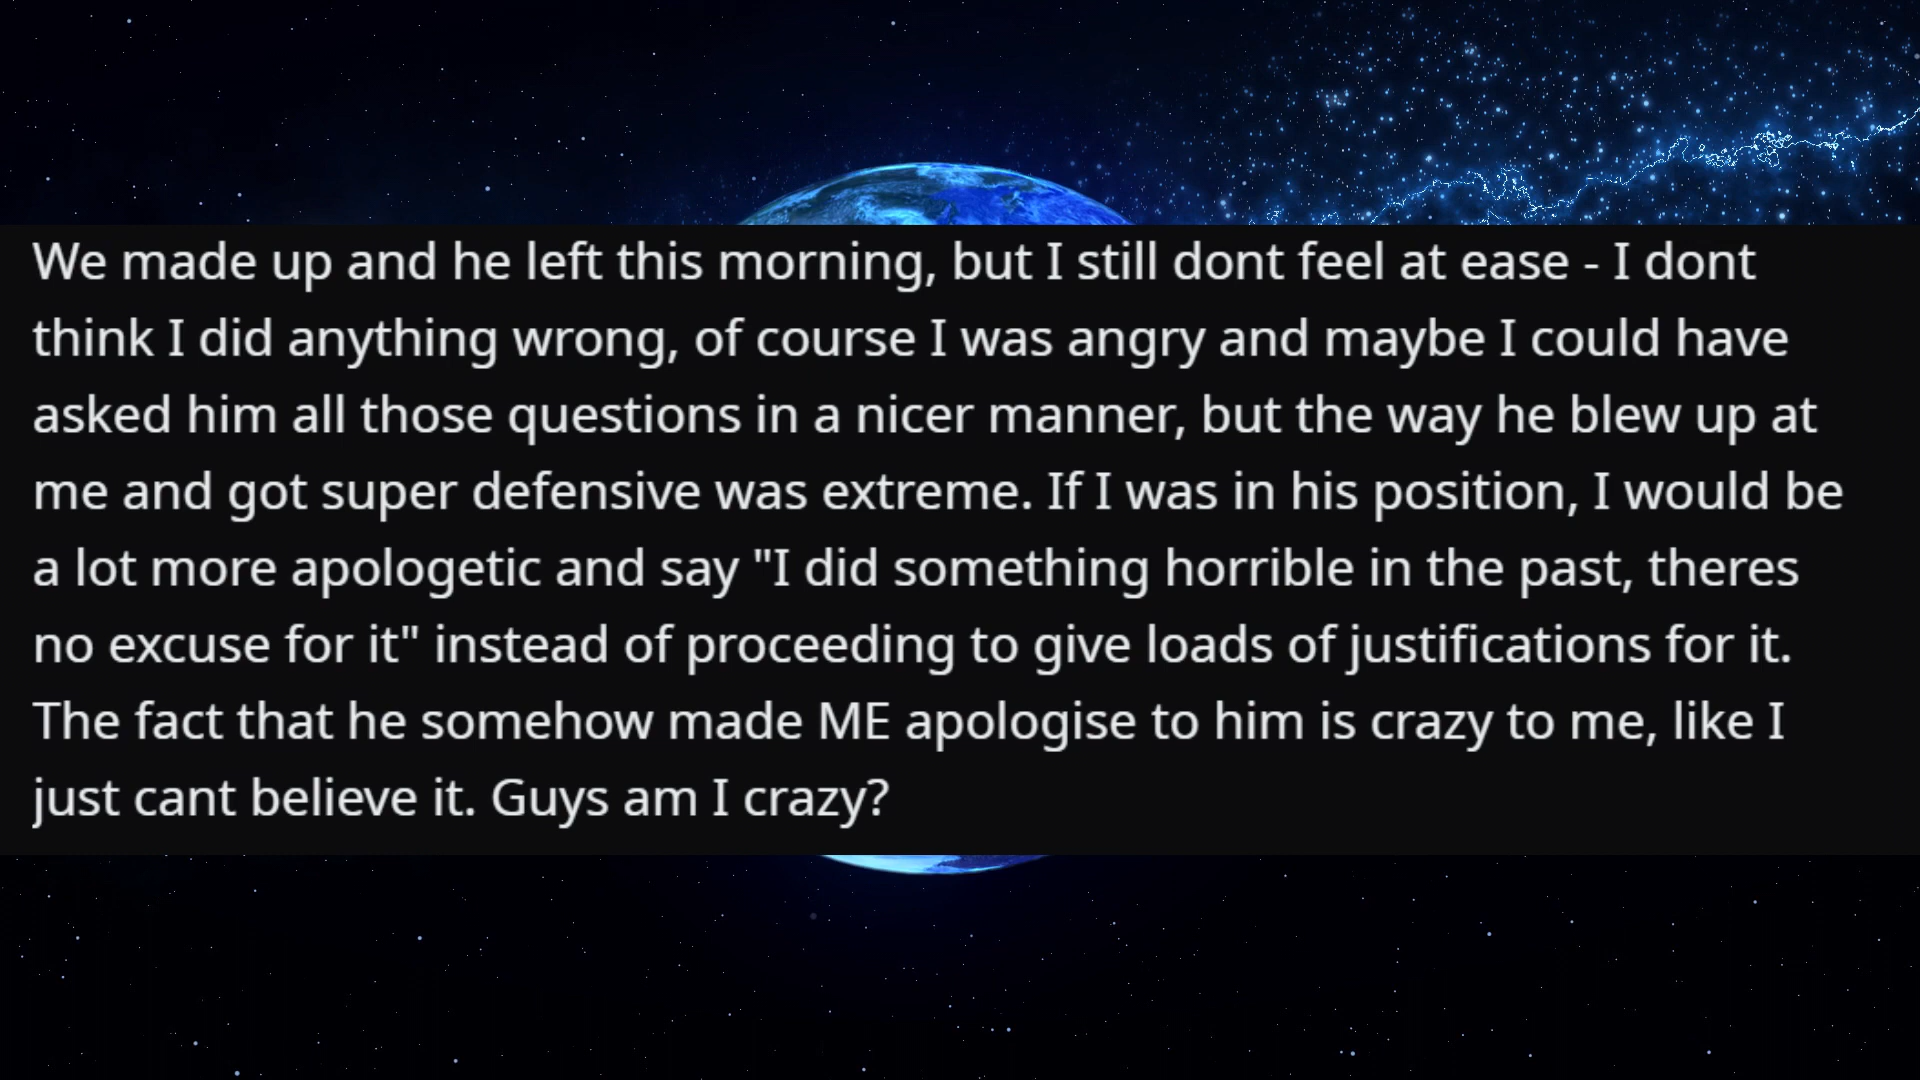 We made up and he left this morning, but I still dont feel at ease - I dont
think I did anything wrong, of course I was angry and maybe I could have
asked him all those questions in a nicer manner, but the way he blew up at
me and got super defensive was extreme. If I was in his position, I would be
a lot more apologetic and say "I did something horrible in the past, theres
no excuse for it" instead of proceeding to give loads of justifications for it.
The fact that he somehow made ME apologise to him is crazy to me, like I
just cant believe it. Guys am I crazy?